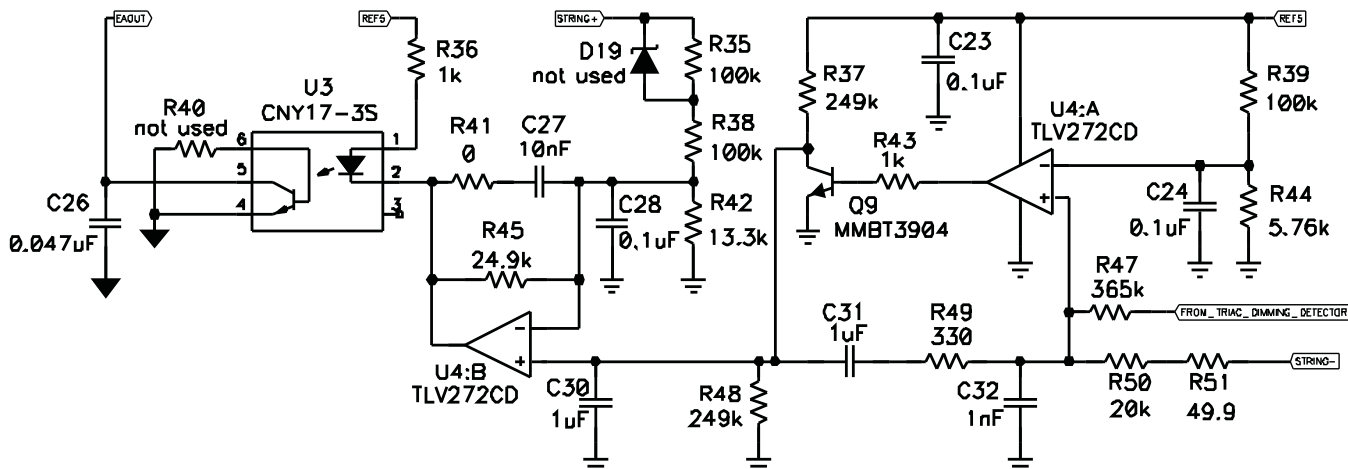 EAOUT
REF5
STRING+
REF5
R36
1k
D19
not used
R35
100k
C23
0.1uF
R37
249k
R39
100k
U3
CNY17-3S
R40
not used
U4:A
TLV272CD
R41
0
C27
10nF
R38
100k
R43
1k
6
5
4
1
2
3
C26
0.047uF
C28
0.1uF
R42
13.3k
Q9
MMBT3904
C24
0.1uF
R44
5.76k
R45
24.9k
R47
365k
FROM_TRIAC_DIMMING_DETECTOR
C31
1uF
R49
330
STRING-
U4:B
TLV272CD
C30
1uF
R48
249k
C32
1nF
R50
20k
R51
49.9